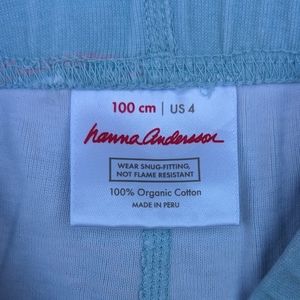 100 cm | US 4
hanna andersson
WEAR SNUG-FITTING,
NOT FLAME RESISTANT
100% Organic Cotton
MADE IN PERU